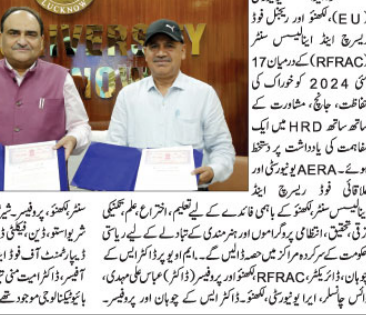 LUCKNOW
UNIVERSITY
(EU)، لکھنؤ اور ریجنل فوڈ
ریسرچ اینڈ اینالیسس سنٹر
(RFRAC) کے درمیان 17
مئی 2024 کو خوراک کی
حفاظت، جانچ، مشاورت کے
ساتھ ساتھ HRD میں ایک
مفاہمت کی یادداشت پر دستخط
ہوئے۔ AERA یونیورسٹی اور
علاقائی فوڈ ریسرچ اینڈ
اینالیسس سنٹر، لکھنؤ کے باہمی فائدے کے لیے تعلیم، اختراع، علم، تکنیکی
ترقی، تحقیق، انتظامی پروگراموں اور ہنرمندی کے تبادلے کے لیے ریاستی
حکومت کے سرکردہ مراکز میں حصہ ڈالیں گے۔ ایم او یو پر ڈاکٹر ایس کے
چوہان، ڈائریکٹر، RFRAC، لکھنؤ اور پروفیسر (ڈاکٹر) عباس علی مہدی،
وائس چانسلر، ایرا یونیورسٹی، لکھنؤ۔ ڈاکٹر ایس کے چوہان اور پروفیسر۔
سنٹر، لکھنؤ، پروفیسر۔
شریواستو، ڈین، فیکلٹی
ڈیپارٹمنٹ آف فوڈ
آفیسر، ڈاکٹر امیت
بائیوٹیکنالوجی موجود تھے